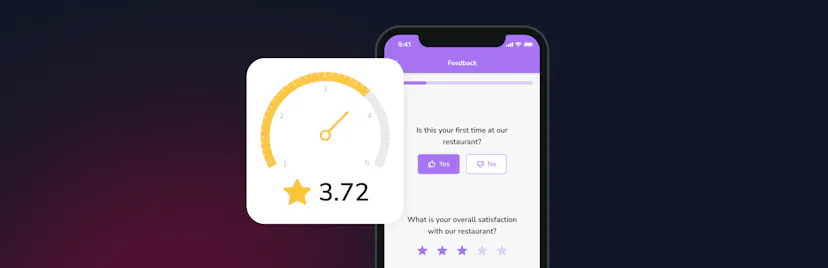 1
2
3
4
5
3.72
9:41
Feedback
Is this your first time at our
restaurant?
Yes
No
What is your overall satisfaction
with our restaurant?